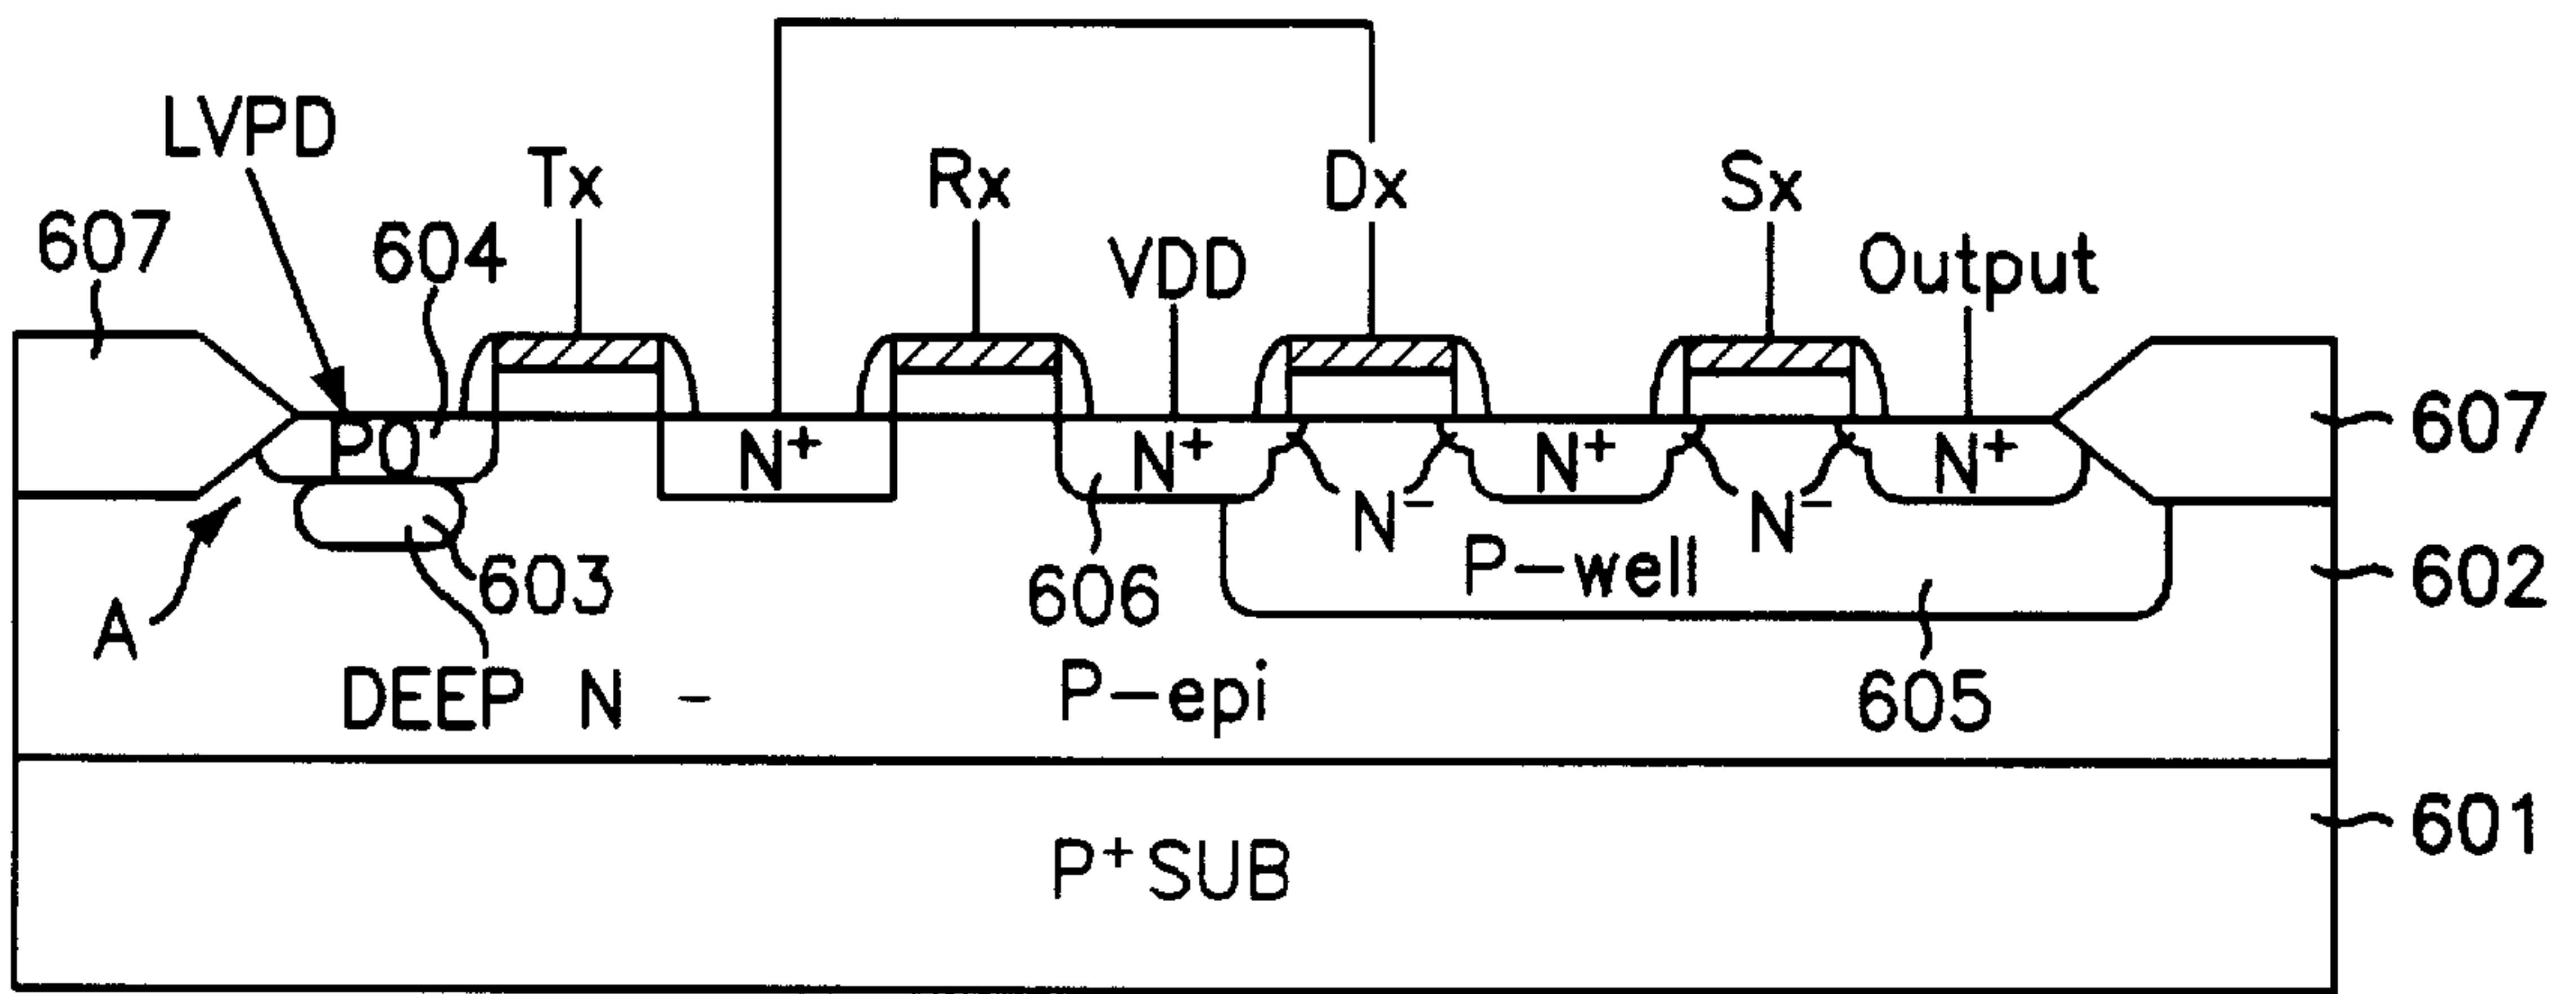 LVPD
Tx
Rx
Dx
Sx
607
604
VDD
Output
P0
N+
N+
N+
N+
607
N-
N-
P-well
603
606
602
A
DEEP N -
P-epi
605
P+ SUB
601